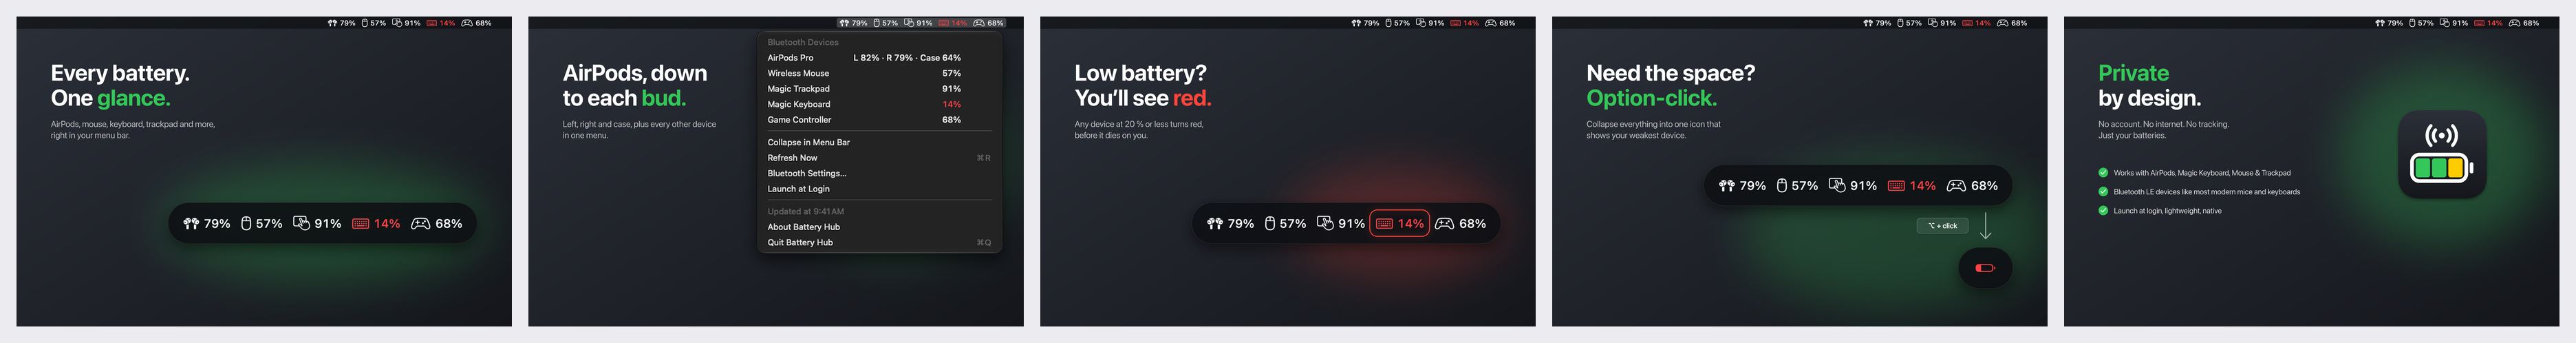 79% 57% 91% 14% 68%
Every battery.
One glance.
AirPods, mouse, keyboard, trackpad and more,
right in your menu bar.
79% 57% 91% 14% 68%
79% 57% 91% 14% 68%
AirPods, down
to each bud.
Left, right and case, plus every other device
in one menu.
Bluetooth Devices
AirPods Pro L 82% · R 79% · Case 64%
Wireless Mouse 57%
Magic Trackpad 91%
Magic Keyboard 14%
Game Controller 68%
Collapse in Menu Bar
Refresh Now ⌘R
Bluetooth Settings...
Launch at Login
Updated at 9:41 AM
About Battery Hub
Quit Battery Hub ⌘Q
79% 57% 91% 14% 68%
Low battery?
You'll see red.
Any device at 20 % or less turns red,
before it dies on you.
79% 57% 91% 14% 68%
79% 57% 91% 14% 68%
Need the space?
Option-click.
Collapse everything into one icon that
shows your weakest device.
79% 57% 91% 14% 68%
⌥ + click
79% 57% 91% 14% 68%
Private
by design.
No account. No internet. No tracking.
Just your batteries.
Works with AirPods, Magic Keyboard, Mouse & Trackpad
Bluetooth LE devices like most modern mice and keyboards
Launch at login, lightweight, native